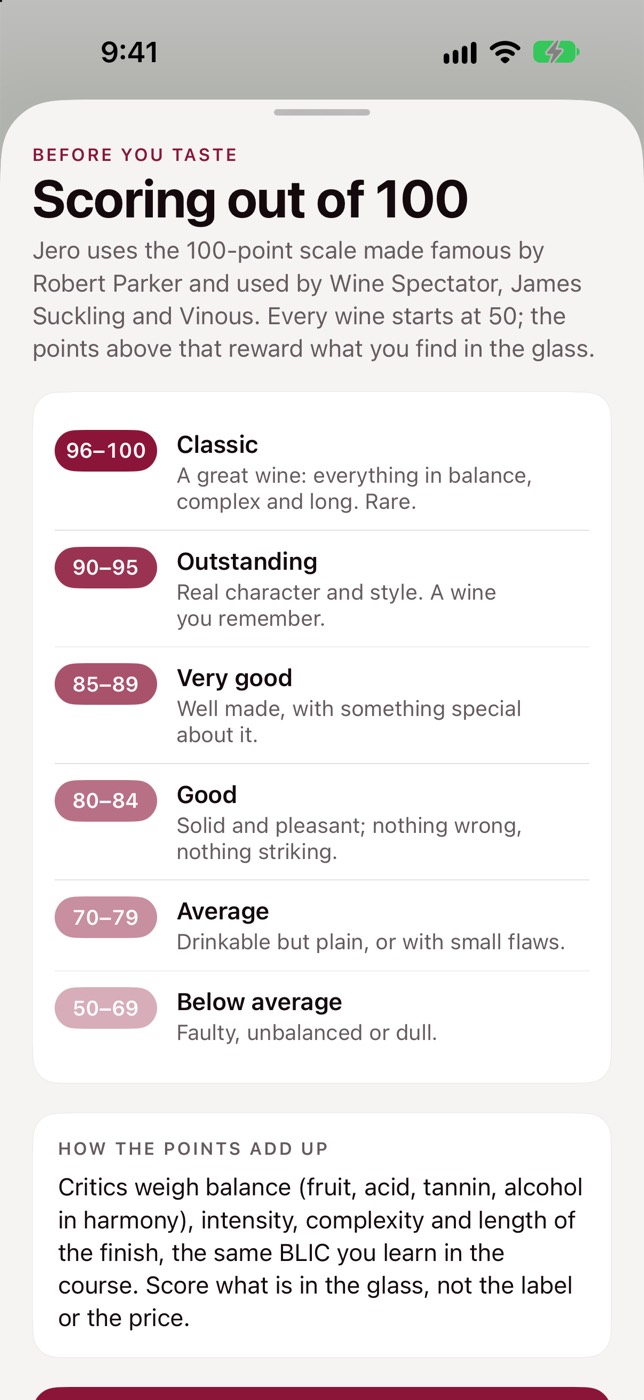 9:41
BEFORE YOU TASTE
Scoring out of 100
Jero uses the 100-point scale made famous by
Robert Parker and used by Wine Spectator, James
Suckling and Vinous. Every wine starts at 50; the
points above that reward what you find in the glass.
96–100
Classic
A great wine: everything in balance,
complex and long. Rare.
90–95
Outstanding
Real character and style. A wine
you remember.
85–89
Very good
Well made, with something special
about it.
80–84
Good
Solid and pleasant; nothing wrong,
nothing striking.
70–79
Average
Drinkable but plain, or with small flaws.
50–69
Below average
Faulty, unbalanced or dull.
HOW THE POINTS ADD UP
Critics weigh balance (fruit, acid, tannin, alcohol
in harmony), intensity, complexity and length of
the finish, the same BLIC you learn in the
course. Score what is in the glass, not the label
or the price.